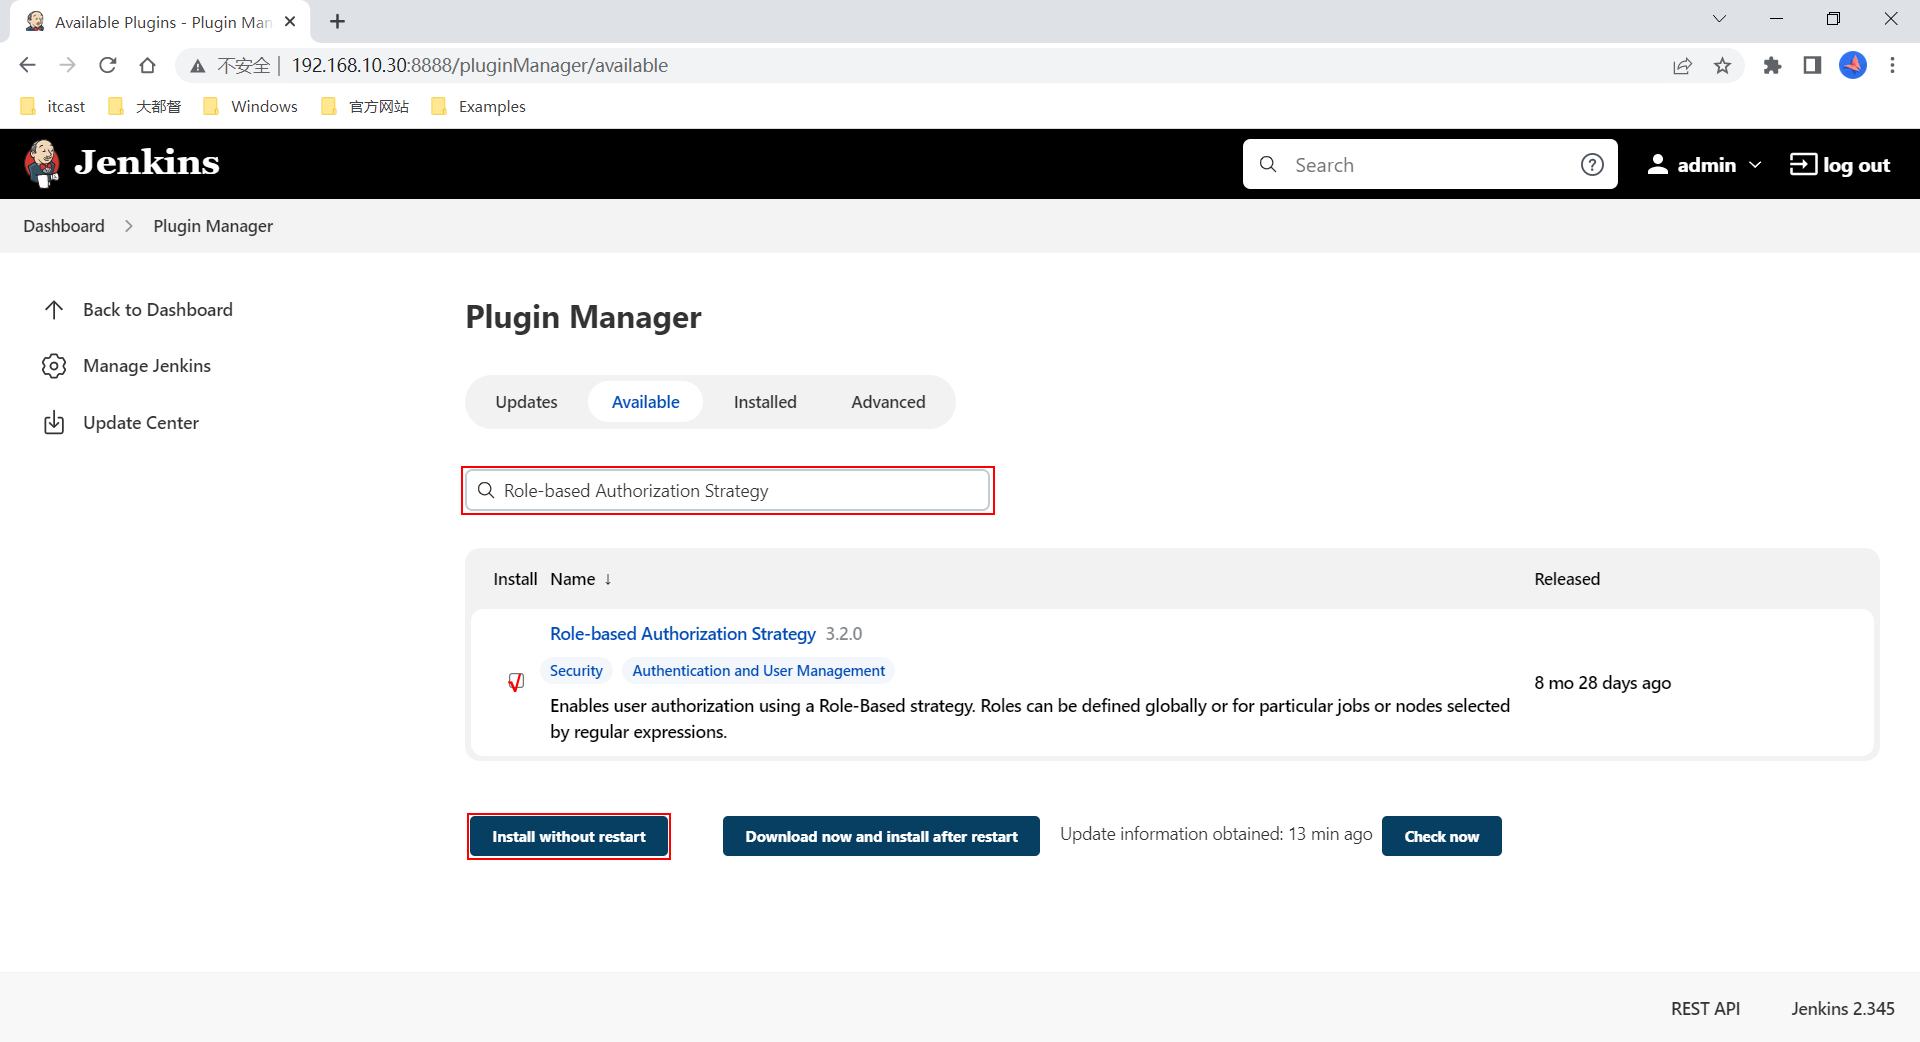 Available Plugins - Plugin Man
不安全 | 192.168.10.30:8888/pluginManager/available
itcast 大都督 Windows 官方网站 Examples
Jenkins Search admin log out
Dashboard Plugin Manager
Back to Dashboard
Manage Jenkins
Update Center
Plugin Manager
Updates Available Installed Advanced
Role-based Authorization Strategy
Install Name ↓ Released
Role-based Authorization Strategy 3.2.0
Security Authentication and User Management
Enables user authorization using a Role-Based strategy. Roles can be defined globally or for particular jobs or nodes selected
by regular expressions.
8 mo 28 days ago
Install without restart Download now and install after restart Update information obtained: 13 min ago Check now
REST API Jenkins 2.345